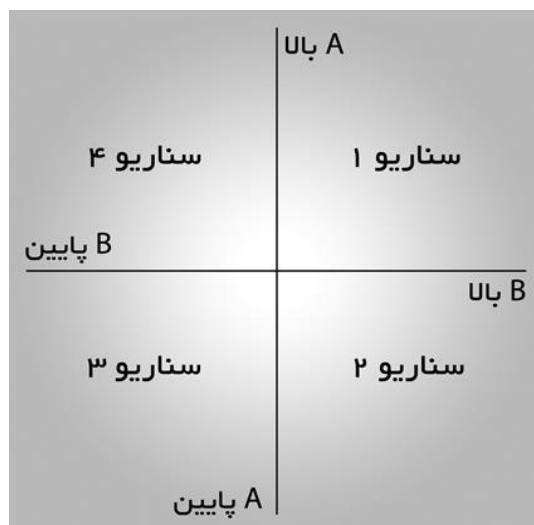 A بالا
سناریو ۱
سناریو ۴
B پایین
B بالا
سناریو ۲
سناریو ۳
A پایین